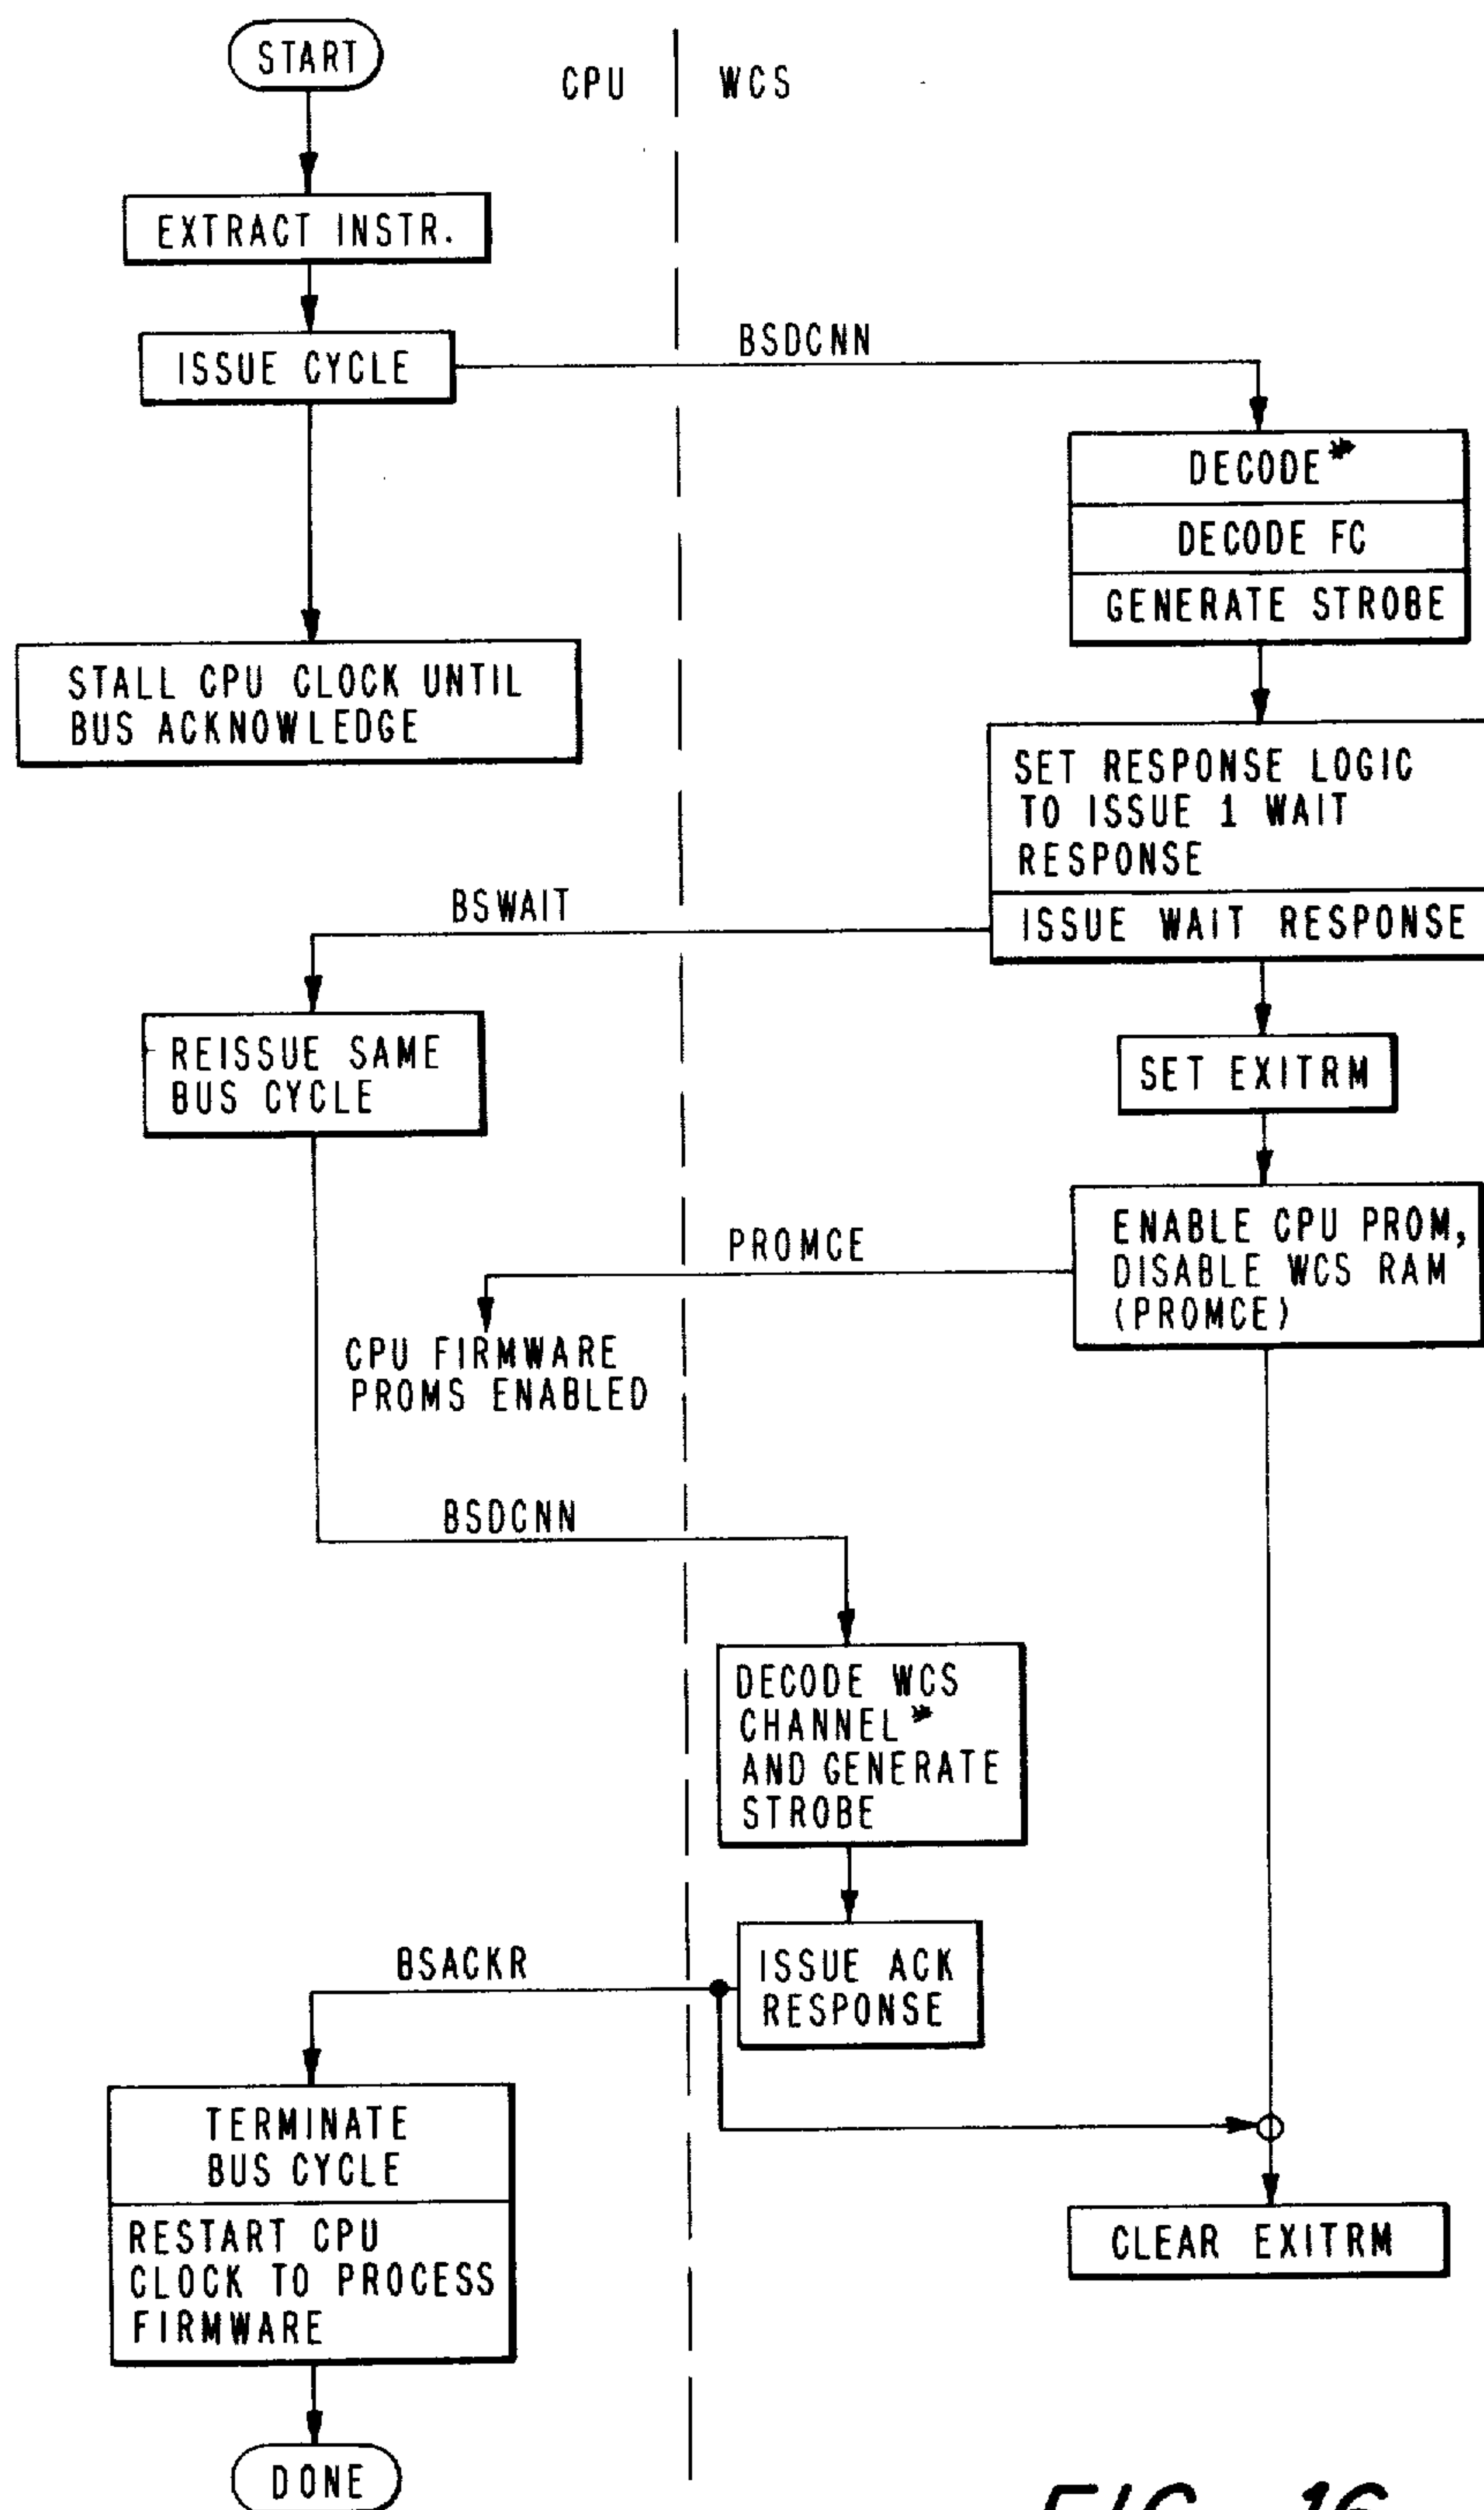 START
CPU
WCS
EXTRACT INSTR.
ISSUE CYCLE
BSDCNN
DECODE*
DECODE FC
GENERATE STROBE
STALL CPU CLOCK UNTIL
BUS ACKNOWLEDGE
SET RESPONSE LOGIC
TO ISSUE 1 WAIT
RESPONSE
ISSUE WAIT RESPONSE
BSWAIT
REISSUE SAME
BUS CYCLE
SET EXITRM
ENABLE CPU PROM,
DISABLE WCS RAM
(PROMCE)
PROMCE
CPU FIRMWARE
PROMS ENABLED
BSDCNN
DECODE WCS
CHANNEL*
AND GENERATE
STROBE
ISSUE ACK
RESPONSE
BSACKR
TERMINATE
BUS CYCLE
RESTART CPU
CLOCK TO PROCESS
FIRMWARE
CLEAR EXITRM
DONE
FIG. 16